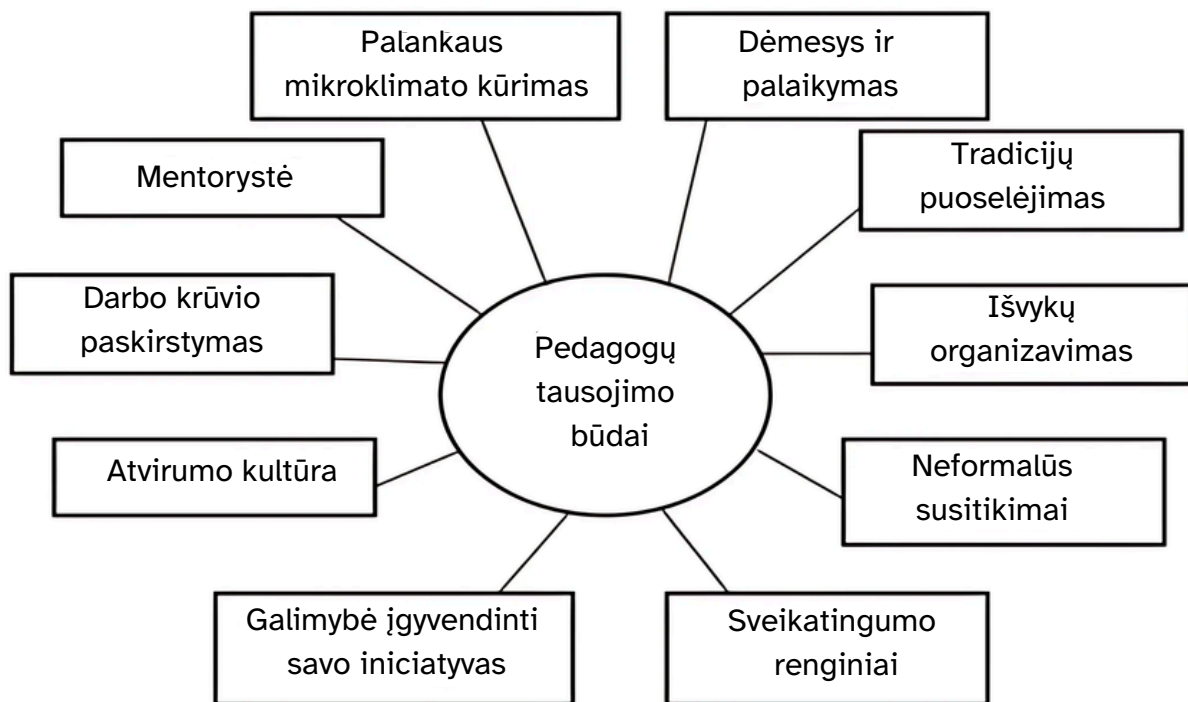 Palankaus
mikroklimato kūrimas
Dėmesys ir
palaikymas
Mentorystė
Tradicijų
puoselėjimas
Darbo krūvio
paskirstymas
Išvykų
organizavimas
Pedagogų
tausojimo
būdai
Atvirumo kultūra
Neformalūs
susitikimai
Galimybė įgyvendinti
savo iniciatyvas
Sveikatingumo
renginiai